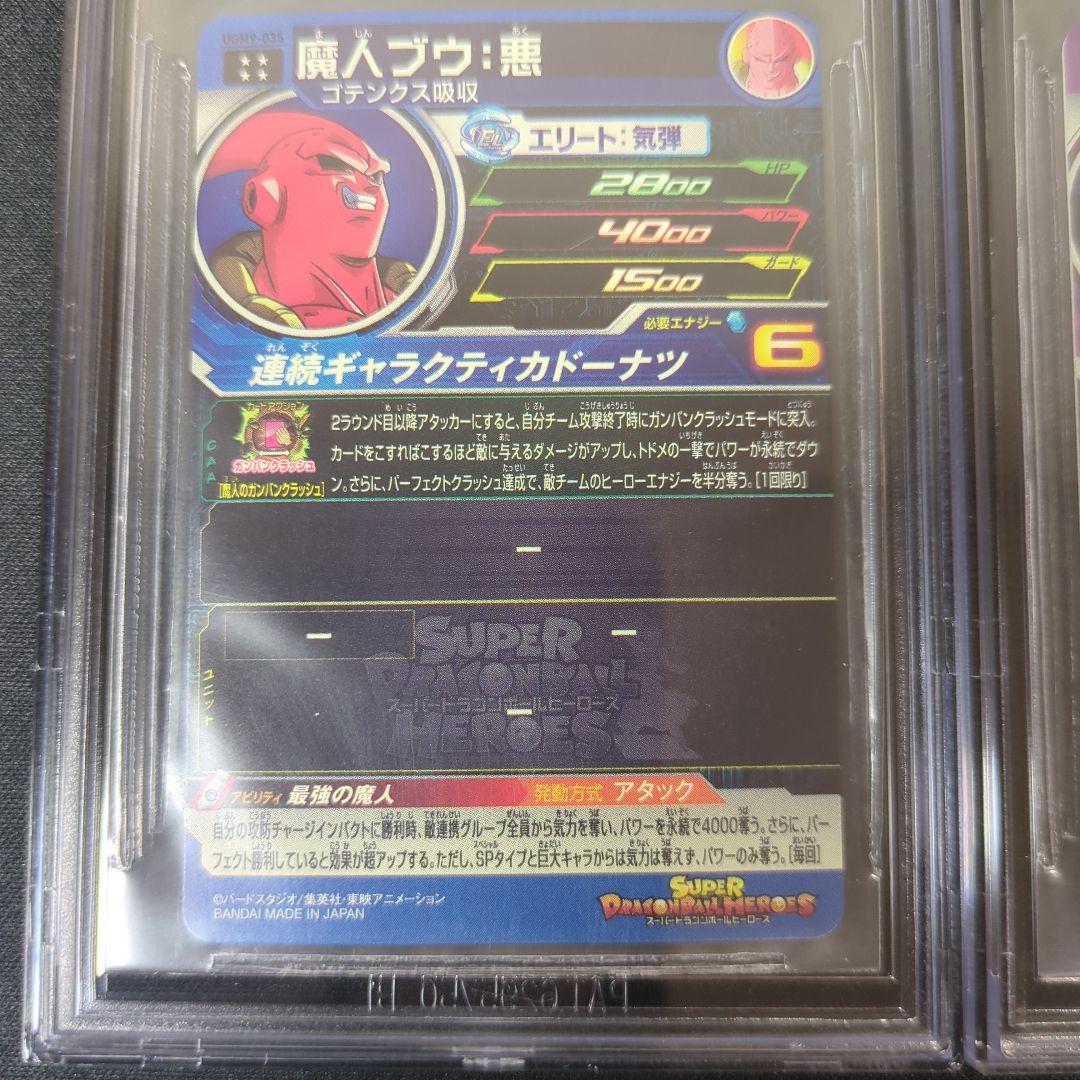 UGM9-035
★★
★★
魔人ブウ:悪
ゴテンクス吸収
EL エリート:気弾
HP
2800
パワー
4000
ガード
1500
必要エナジー 6
連続ギャラクティカドーナツ
CAA
カードアクション
ガンバンクラッシュ
[魔人のガンバンクラッシュ]
2ラウンド目以降アタッカーにすると、自分チーム攻撃終了時にガンバンクラッシュモードに突入。
カードをこすればこするほど敵に与えるダメージがアップし、トドメの一撃でパワーが永続でダウ
ン。さらに、パーフェクトクラッシュ達成で、敵チームのヒーローエナジーを半分奪う。[1回限り]
ー
ユニット
ー
ー
ー
SUPER
DRAGONBALL
スーパードラゴンボールヒーローズ
HEROES
アビリティ 最強の魔人
発動方式 アタック
自分の攻防チャージインパクトに勝利時、敵連携グループ全員から気力を奪い、パワーを永続で4000奪う。さらに、パー
フェクト勝利していると効果が超アップする。ただし、SPタイプと巨大キャラからは気力は奪えず、パワーのみ奪う。[毎回]
©バードスタジオ/集英社・東映アニメーション
BANDAI MADE IN JAPAN
SUPER
DRAGONBALL HEROES
スーパードラゴンボールヒーローズ